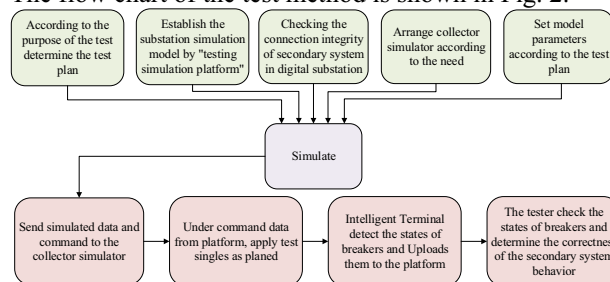 The flow chart of the test method is shown in Fig. 2.
According to the
purpose of the test
determine the test
plan
Establish the
substation simulation
model by "testing
simulation platform"
Checking the
connection integrity
of secondary system
in digital substation
Arrange collector
simulator according
to the need
Set model
parameters
according to the test
plan
Simulate
Send simulated data and
command to the
collector simulator
Under command data
from platform, apply test
singles as planed
Intelligent Terminal
detect the states of
breakers and Uploads
them to the platform
The tester check the
states of breakers and
determine the correctness
of the secondary system
behavior